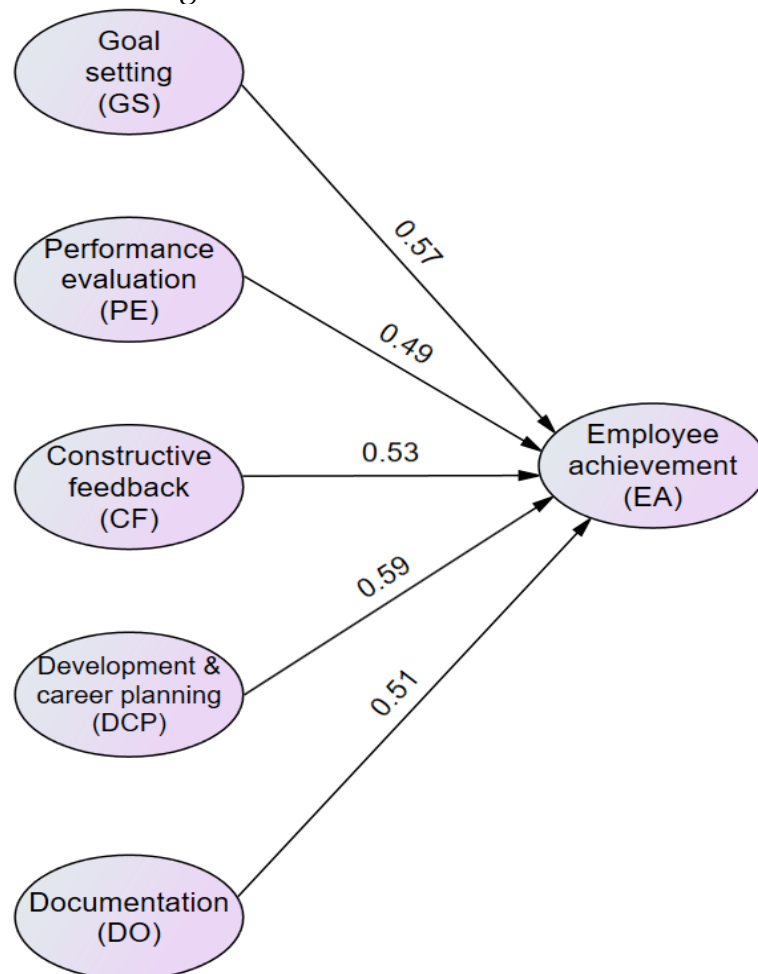 Goal
setting
(GS)
0.57
Performance
evaluation
(PE)
0.49
Constructive
feedback
(CF)
0.53
Employee
achievement
(EA)
Development &
career planning
(DCP)
0.59
0.51
Documentation
(DO)